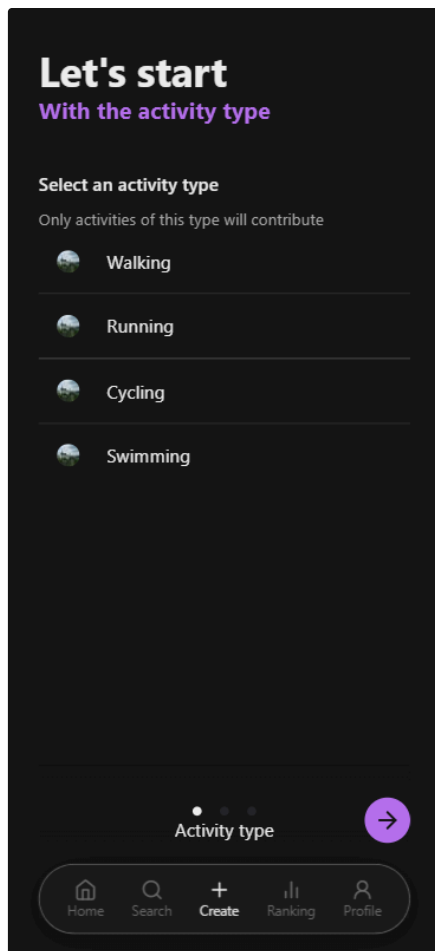 Let's start
With the activity type
Select an activity type
Only activities of this type will contribute
Walking
Running
Cycling
Swimming
Activity type
Home Search Create Ranking Profile